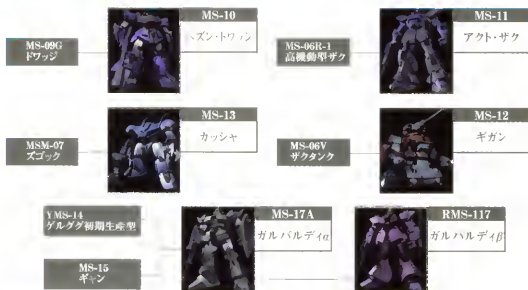 MS-10
ペズン・ドワッジ
MS-09G
ドワッジ
MS-11
アクト・ザク
MS-06R-1
高機動型ザク
MS-13
ガッシャ
MSM-07
ズゴック
MS-12
ギガン
MS-06V
ザクタンク
YMS-14
ゲルググ初期生産型
MS-17A
ガルバルディα
RMS-117
ガルバルディβ
MS-15
ギャン